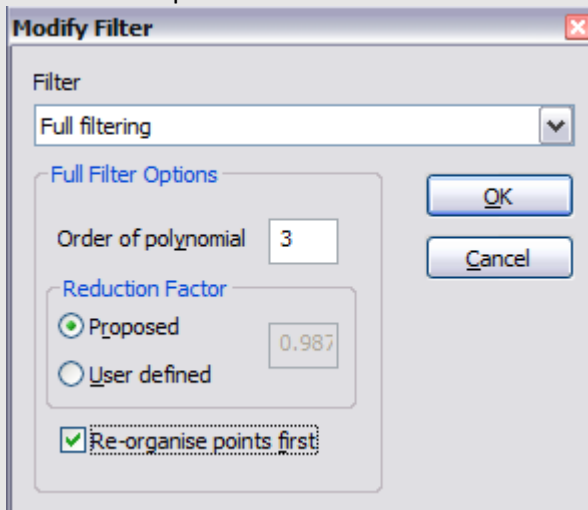 Modify Filter
Filter
Full filtering
Full Filter Options
OK
Order of polynomial 3
Cancel
Reduction Factor
Proposed
0.987
User defined
Re-organise points first